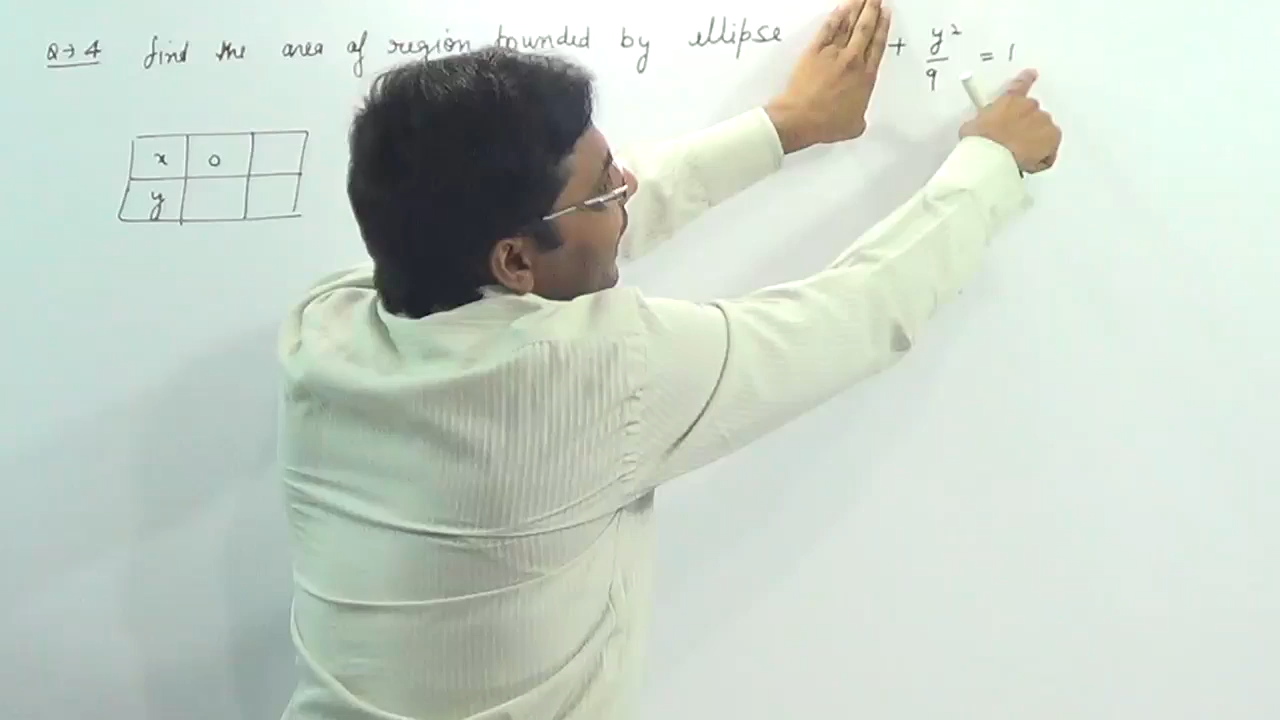 Q→4 find the area of region bounded by ellipse + y²/9 = 1
x 0
y